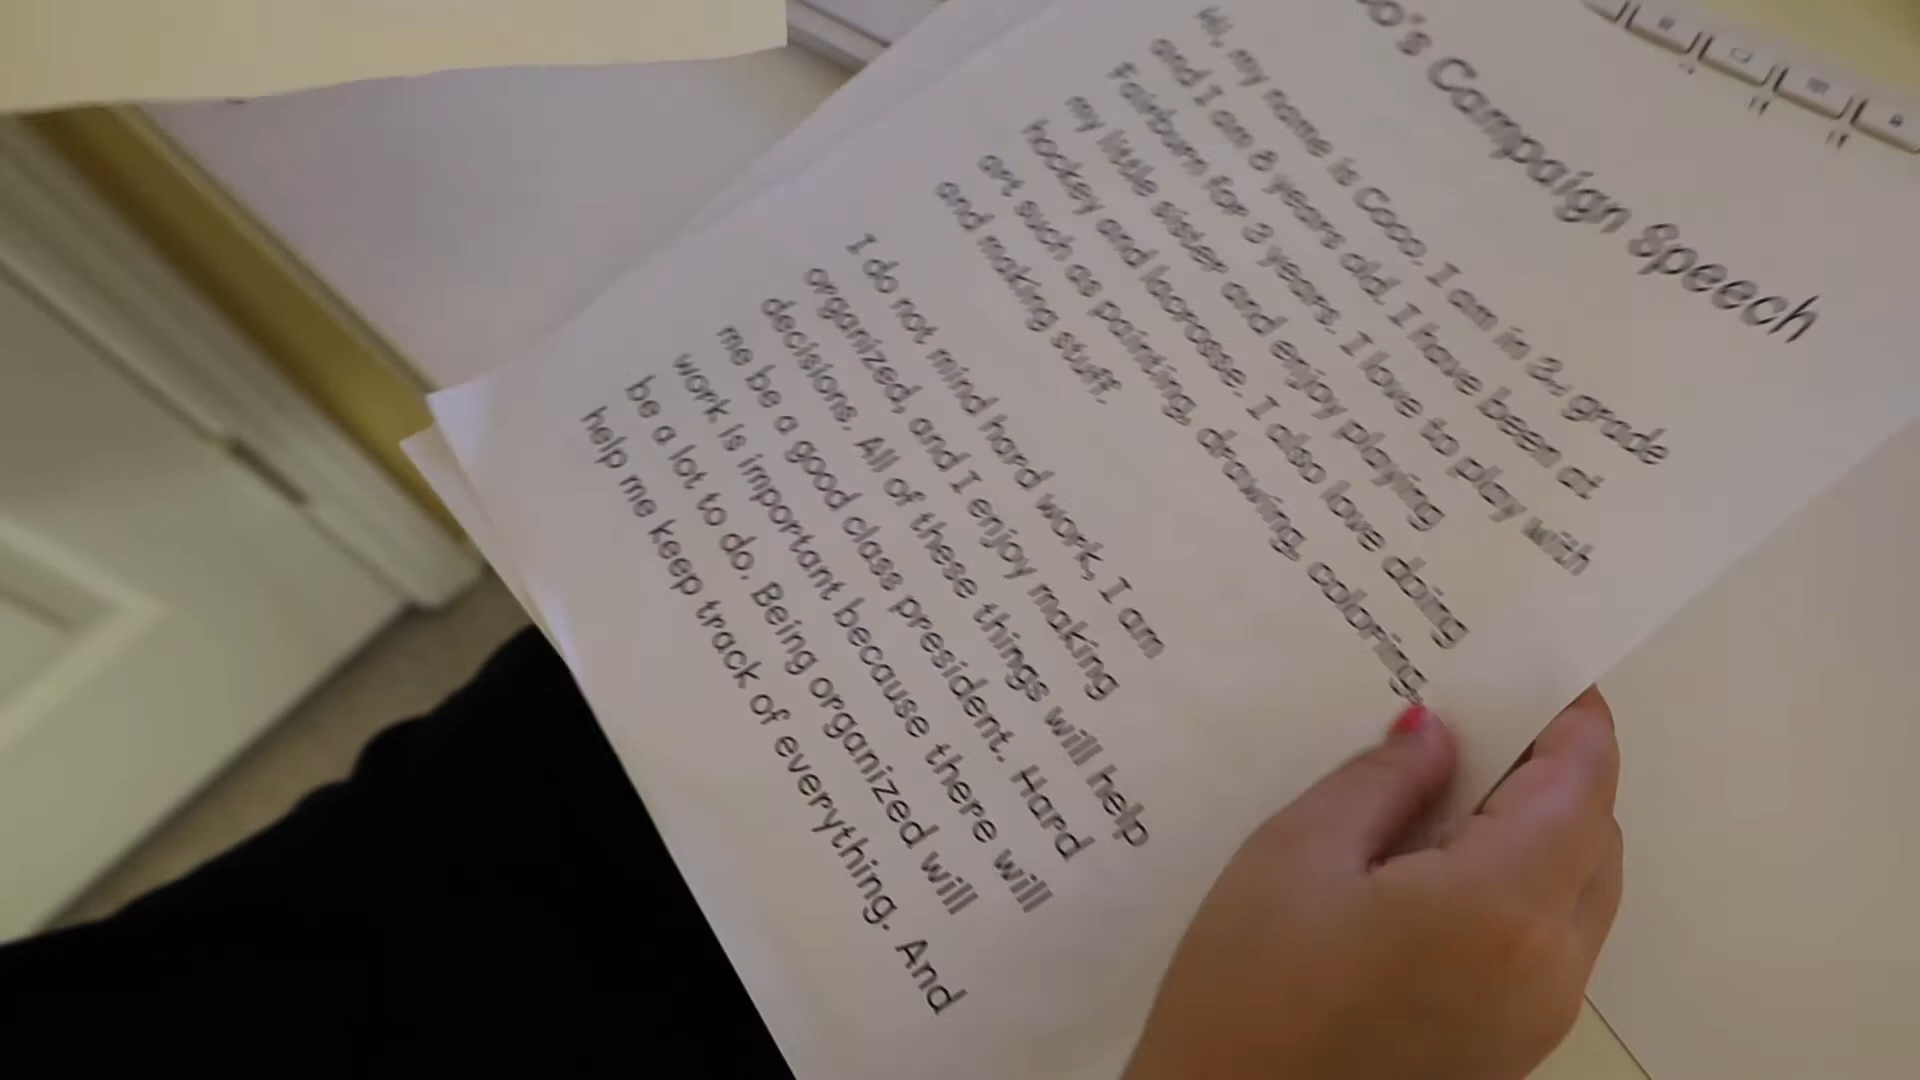 o's Campaign Speech
Hi, my name is Coco. I am in 3rd grade
and I am 8 years old. I have been at
Fairburn for 3 years. I love to play with
my little sister and enjoy playing
hockey and lacrosse. I also love doing
art such as painting, drawing, coloring,
and making stuff.
I do not mind hard work, I am
organized, and I enjoy making
decisions. All of these things will help
me be a good class president. Hard
work is important because there will
be a lot to do. Being organized will
help me keep track of everything. And